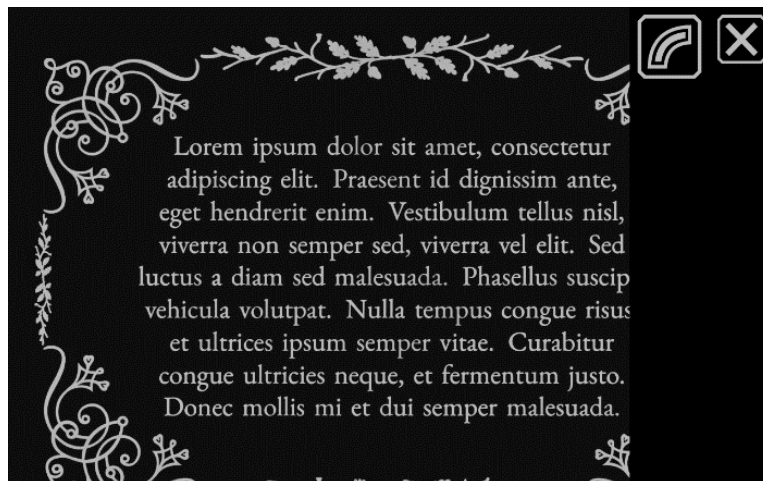 Lorem ipsum dolor sit amet, consectetur
adipiscing elit. Praesent id dignissim ante,
eget hendrerit enim. Vestibulum tellus nisl,
viverra non semper sed, viverra vel elit. Sed
luctus a diam sed malesuada. Phasellus suscip
vehicula volutpat. Nulla tempus congue risus
et ultrices ipsum semper vitae. Curabitur
congue ultricies neque, et fermentum justo.
Donec mollis mi et dui semper malesuada.